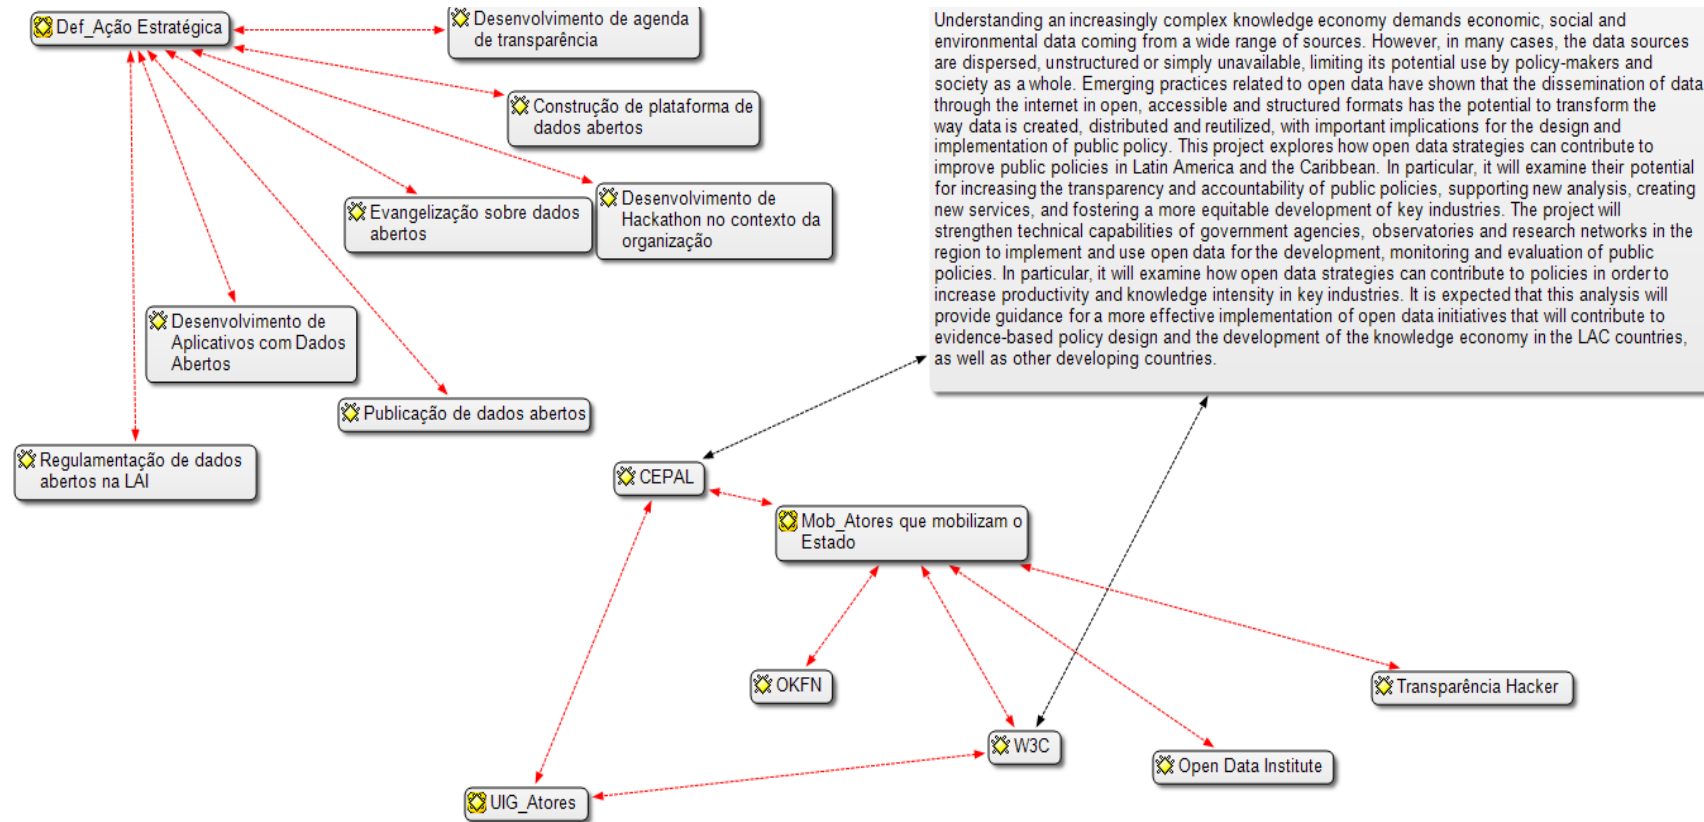 Def_Ação Estratégica
Desenvolvimento de agenda
de transparência
Construção de plataforma de
dados abertos
Evangelização sobre dados
abertos
Desenvolvimento de
Hackathon no contexto da
organização
Desenvolvimento de
Aplicativos com Dados
Abertos
Publicação de dados abertos
Regulamentação de dados
abertos na LAI
Understanding an increasingly complex knowledge economy demands economic, social and
environmental data coming from a wide range of sources. However, in many cases, the data sources
are dispersed, unstructured or simply unavailable, limiting its potential use by policy-makers and
society as a whole. Emerging practices related to open data have shown that the dissemination of data
through the internet in open, accessible and structured formats has the potential to transform the
way data is created, distributed and reutilized, with important implications for the design and
implementation of public policy. This project explores how open data strategies can contribute to
improve public policies in Latin America and the Caribbean. In particular, it will examine their potential
for increasing the transparency and accountability of public policies, supporting new analysis, creating
new services, and fostering a more equitable development of key industries. The project will
strengthen technical capabilities of government agencies, observatories and research networks in the
region to implement and use open data for the development, monitoring and evaluation of public
policies. In particular, it will examine how open data strategies can contribute to policies in order to
increase productivity and knowledge intensity in key industries. It is expected that this analysis will
provide guidance for a more effective implementation of open data initiatives that will contribute to
evidence-based policy design and the development of the knowledge economy in the LAC countries,
as well as other developing countries.
CEPAL
Mob_Atores que mobilizam o
Estado
OKFN
Transparência Hacker
W3C
Open Data Institute
UIG_Atores